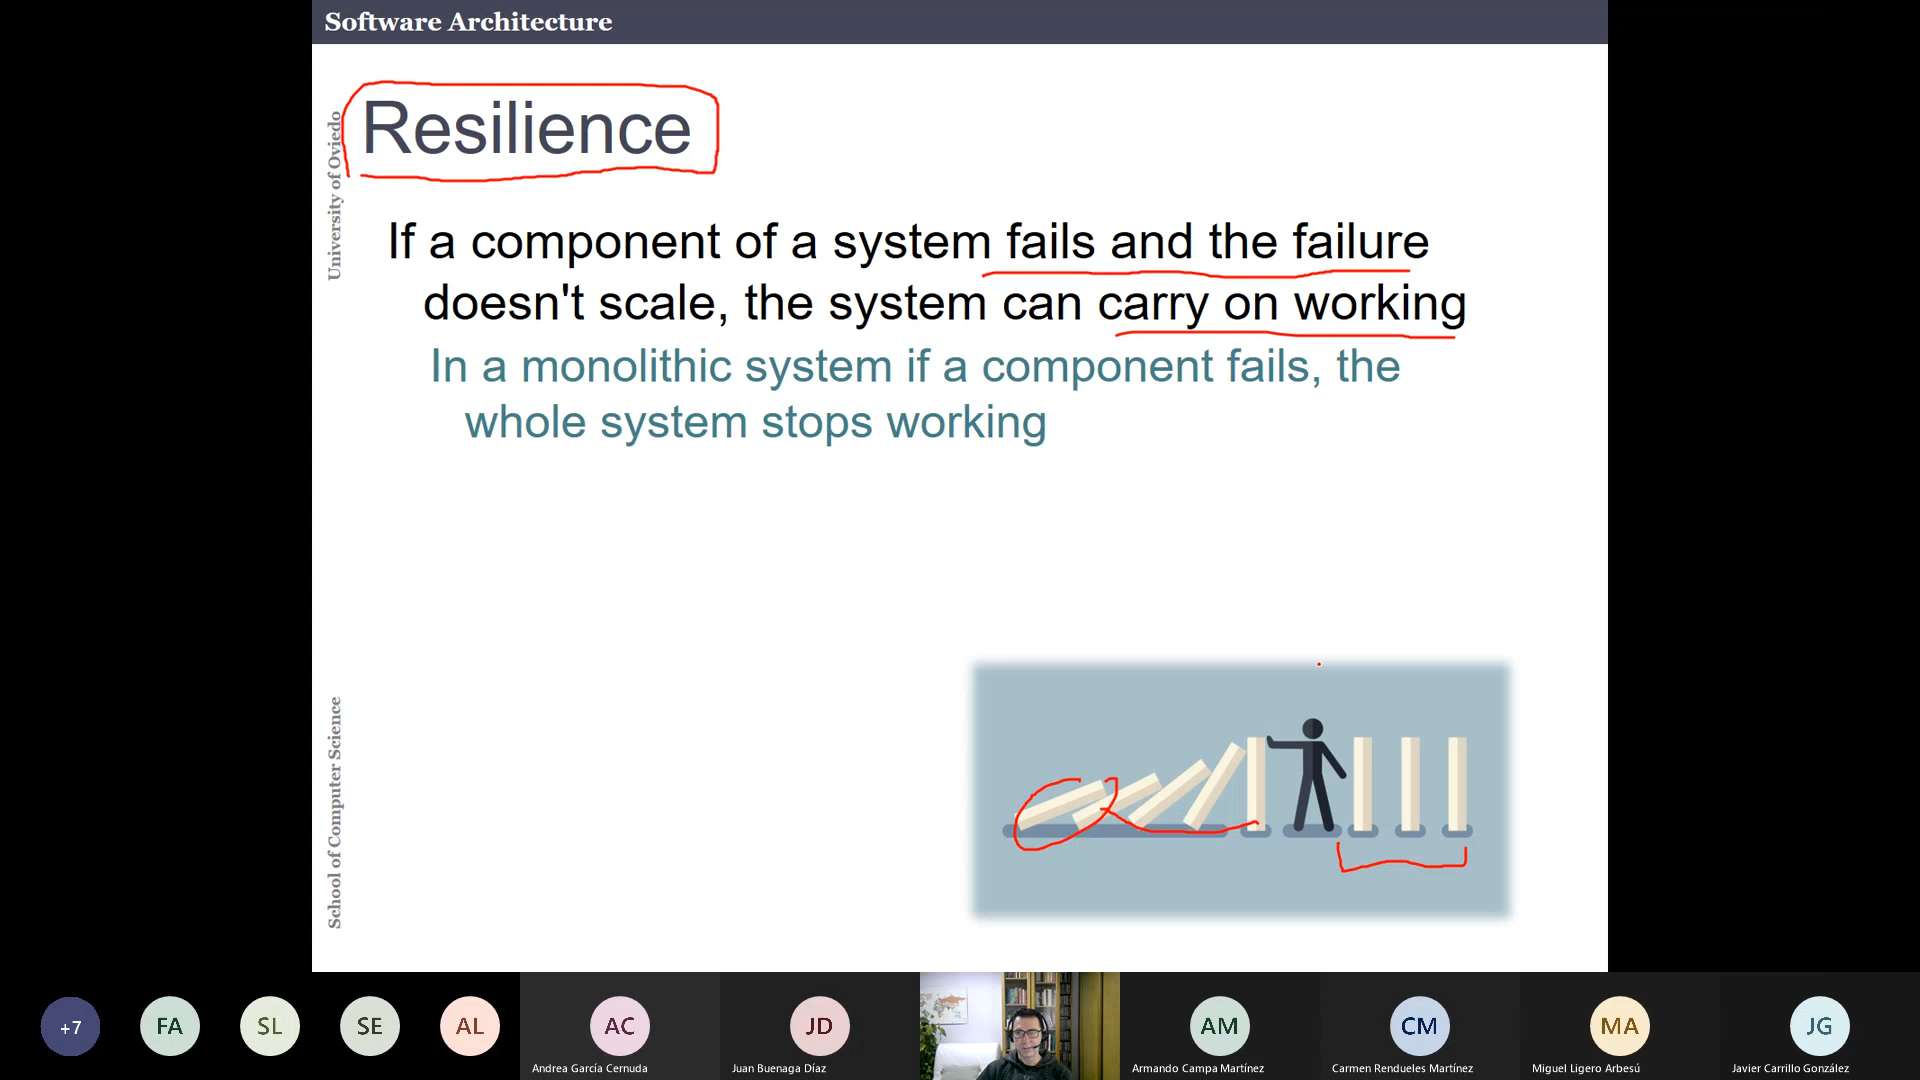 Software Architecture
University of Oviedo
Resilience
If a component of a system fails and the failure
doesn't scale, the system can carry on working
In a monolithic system if a component fails, the
whole system stops working
School of Computer Science
+7
FA
SL
SE
AL
AC
Andrea García Cernuda
JD
Juan Buenaga Díaz
AM
Armando Campa Martínez
CM
Carmen Rendueles Martínez
MA
Miguel Ligero Arbesú
JG
Javier Carrillo González